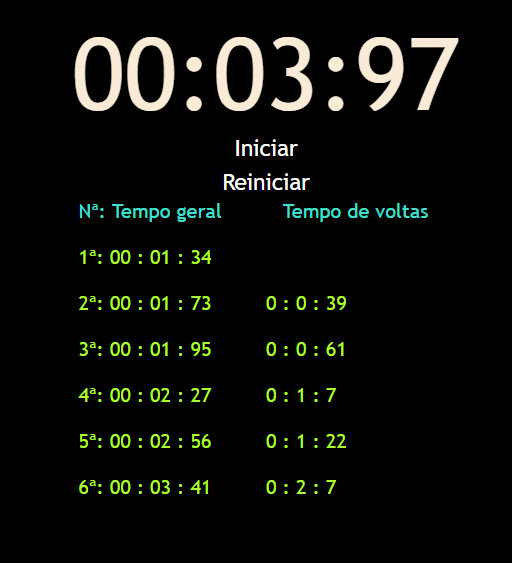 00:03:97
Iniciar
Reiniciar
Nª: Tempo geral Tempo de voltas
1ª: 00 : 01 : 34
2ª: 00 : 01 : 73 0 : 0 : 39
3ª: 00 : 01 : 95 0 : 0 : 61
4ª: 00 : 02 : 27 0 : 1 : 7
5ª: 00 : 02 : 56 0 : 1 : 22
6ª: 00 : 03 : 41 0 : 2 : 7